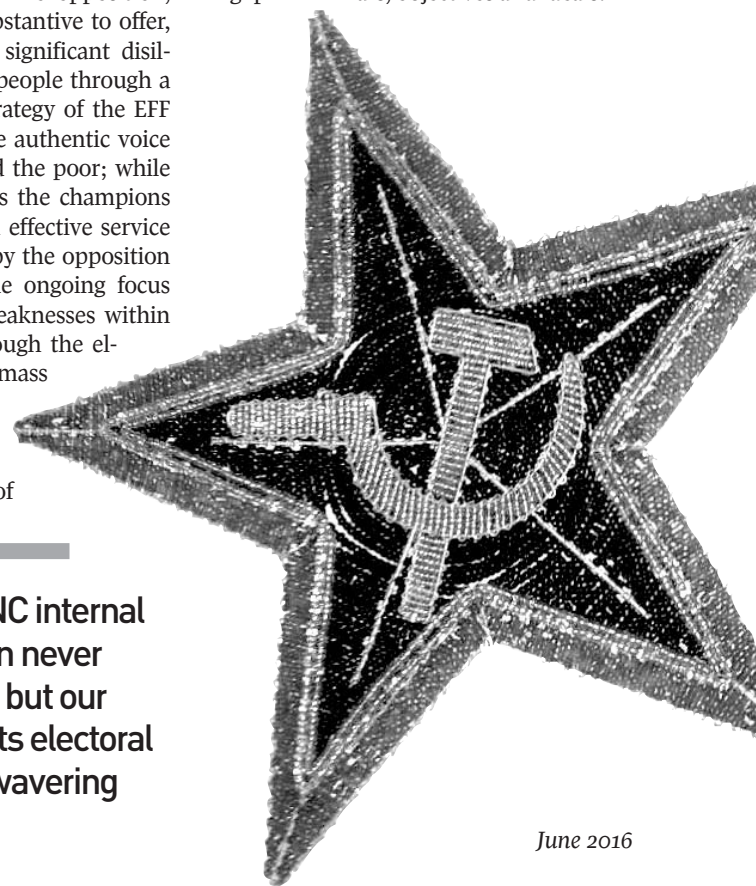 bstantive to offer,
significant disil-
people through a
rategy of the EFF
e authentic voice
d the poor; while
s the champions
effective service
by the opposition
e ongoing focus
eaknesses within
ough the el-
mass
of
NC internal
n never
but our
ts electoral
wavering
June 2016